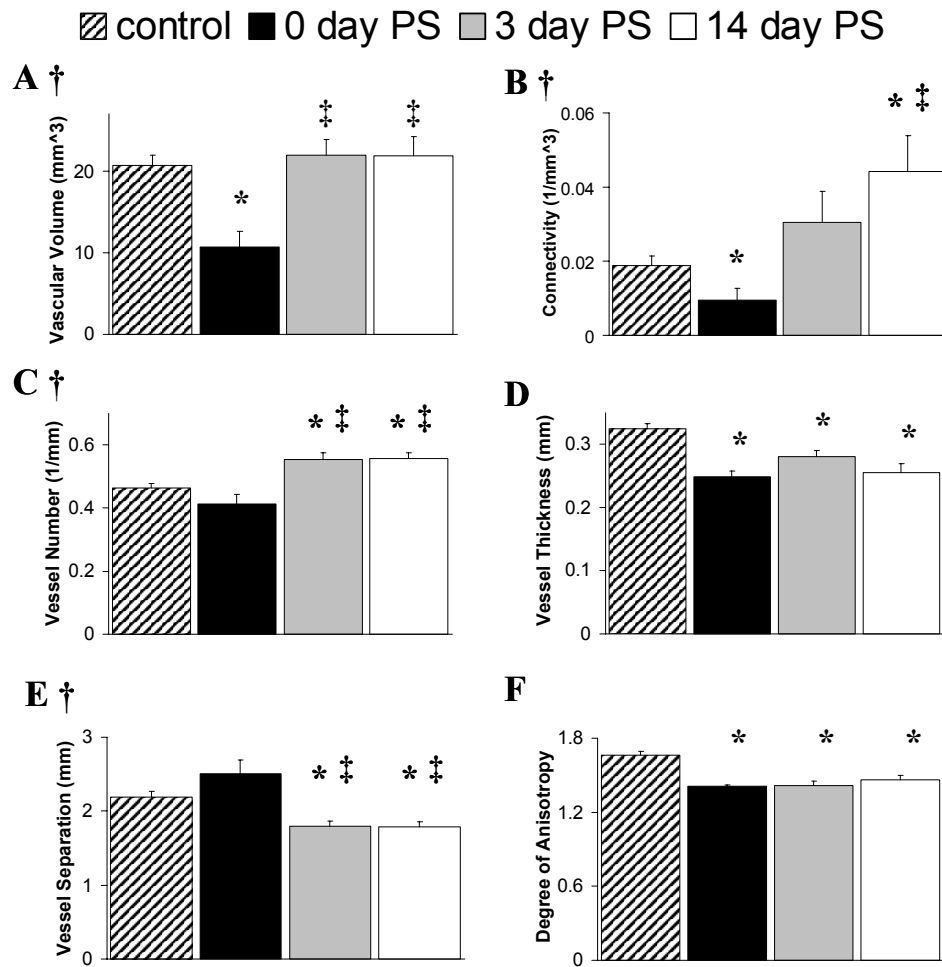 control 0 day PS 3 day PS 14 day PS
A †
Vascular Volume (mm^3)
20
10
0
*
‡
‡
B †
Connectivity (1/mm^3)
0.06
0.04
0.02
0
*
* ‡
C †
Vessel Number (1/mm)
0.6
0.4
0.2
0
* ‡
* ‡
D
Vessel Thickness (mm)
0.3
0.2
0.1
0
*
*
*
E †
Vessel Separation (mm)
3
2
1
0
* ‡
* ‡
F
Degree of Anisotropy
1.8
1.2
0.6
0
*
*
*